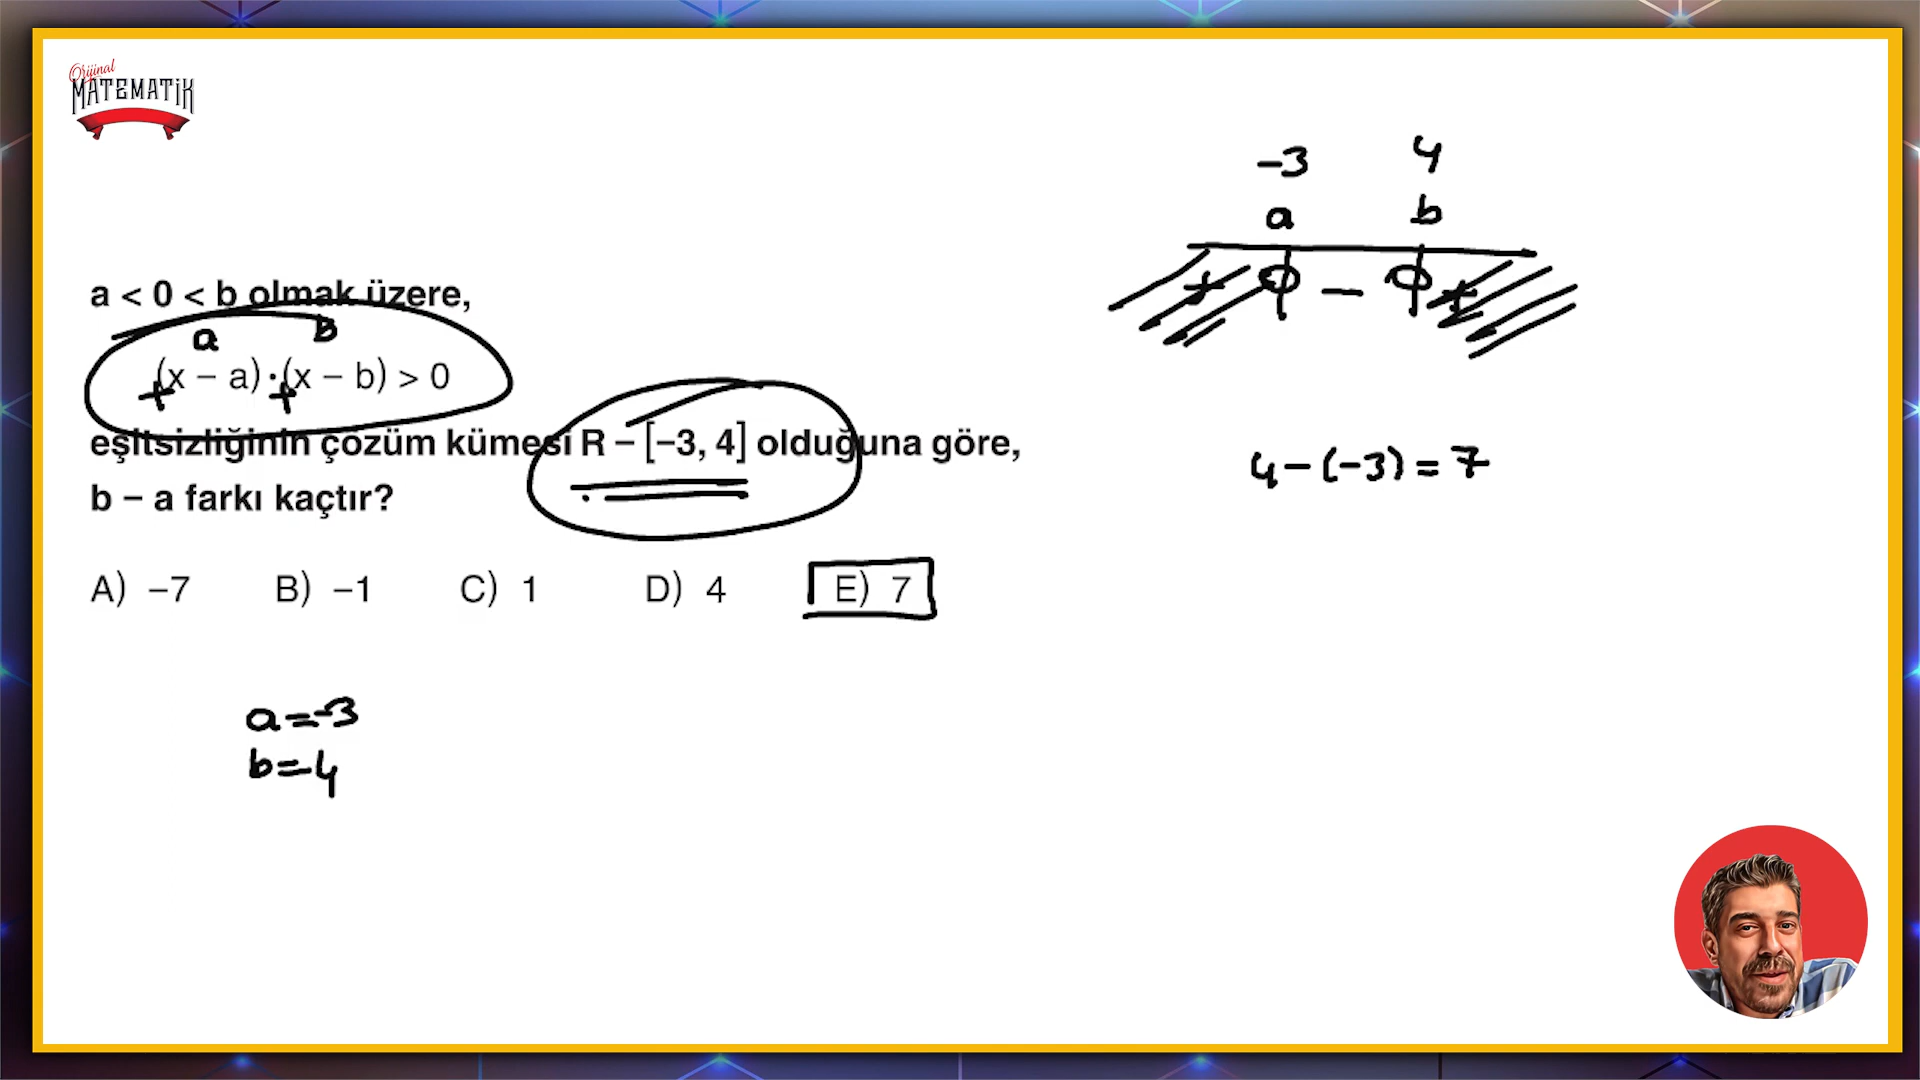 Orijinal
MATEMATİK
a < 0 < b olmak üzere,
a b
(x – a)·(x – b) > 0
+ +
eşitsizliğinin çözüm kümesi R – [–3, 4] olduğuna göre,
b – a farkı kaçtır?
A) –7 B) –1 C) 1 D) 4 E) 7
a=-3
b=4
-3 4
a b
+ – +
4-(-3)=7